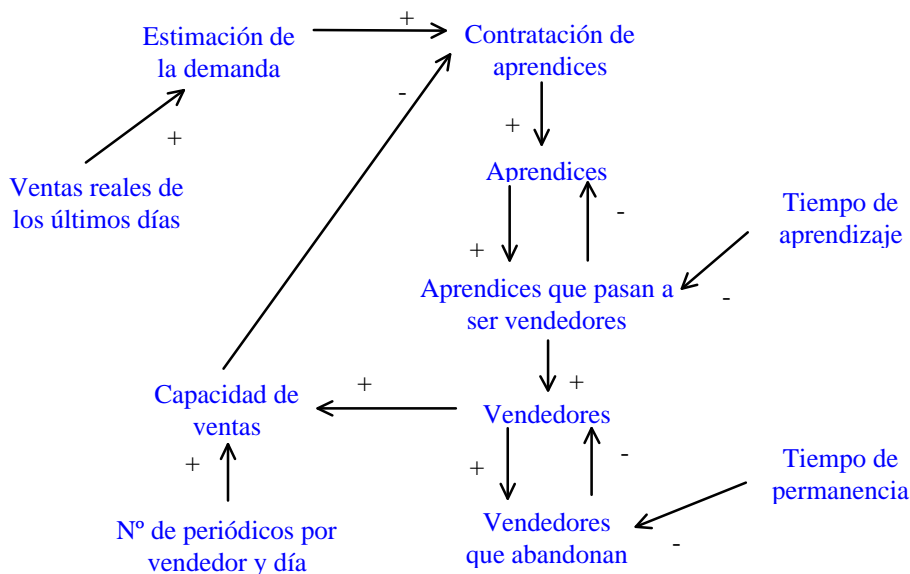 +
Estimación de
la demanda
Contratación de
aprendices
-
+
+
Ventas reales de
los últimos días
Aprendices
-
Tiempo de
aprendizaje
+
Aprendices que pasan a
ser vendedores
-
+
+
Capacidad de
ventas
Vendedores
+
+
-
Tiempo de
permanencia
Nº de periódicos por
vendedor y día
Vendedores
que abandonan
-